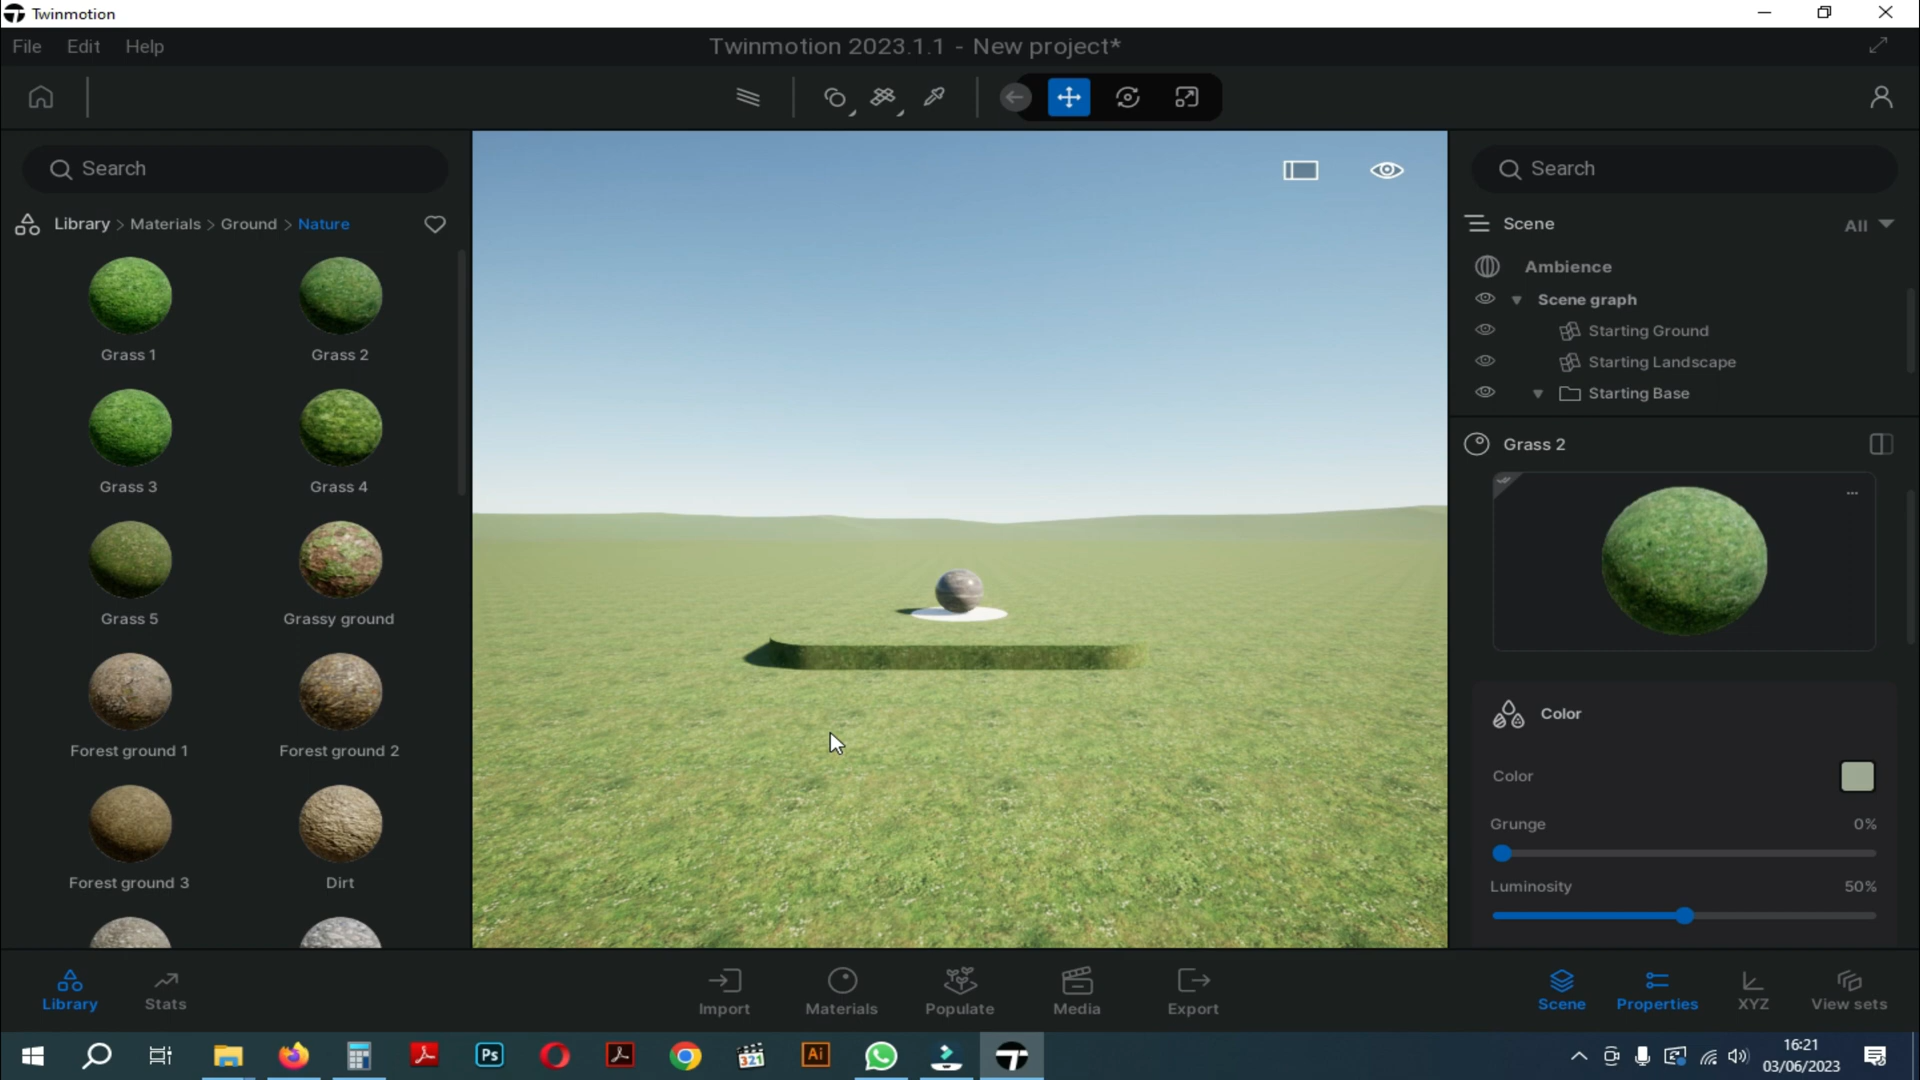 Twinmotion
File Edit Help
Twinmotion 2023.1.1 - New project*
Search
Library > Materials > Ground > Nature
Grass 1
Grass 2
Grass 3
Grass 4
Grass 5
Grassy ground
Forest ground 1
Forest ground 2
Forest ground 3
Dirt
Search
Scene
All
Ambience
Scene graph
Starting Ground
Starting Landscape
Starting Base
Grass 2
...
Color
Color
Grunge 0%
Luminosity 50%
Library
Stats
Import
Materials
Populate
Media
Export
Scene
Properties
XYZ
View sets
Ps
321
Ai
16:21
03/06/2023